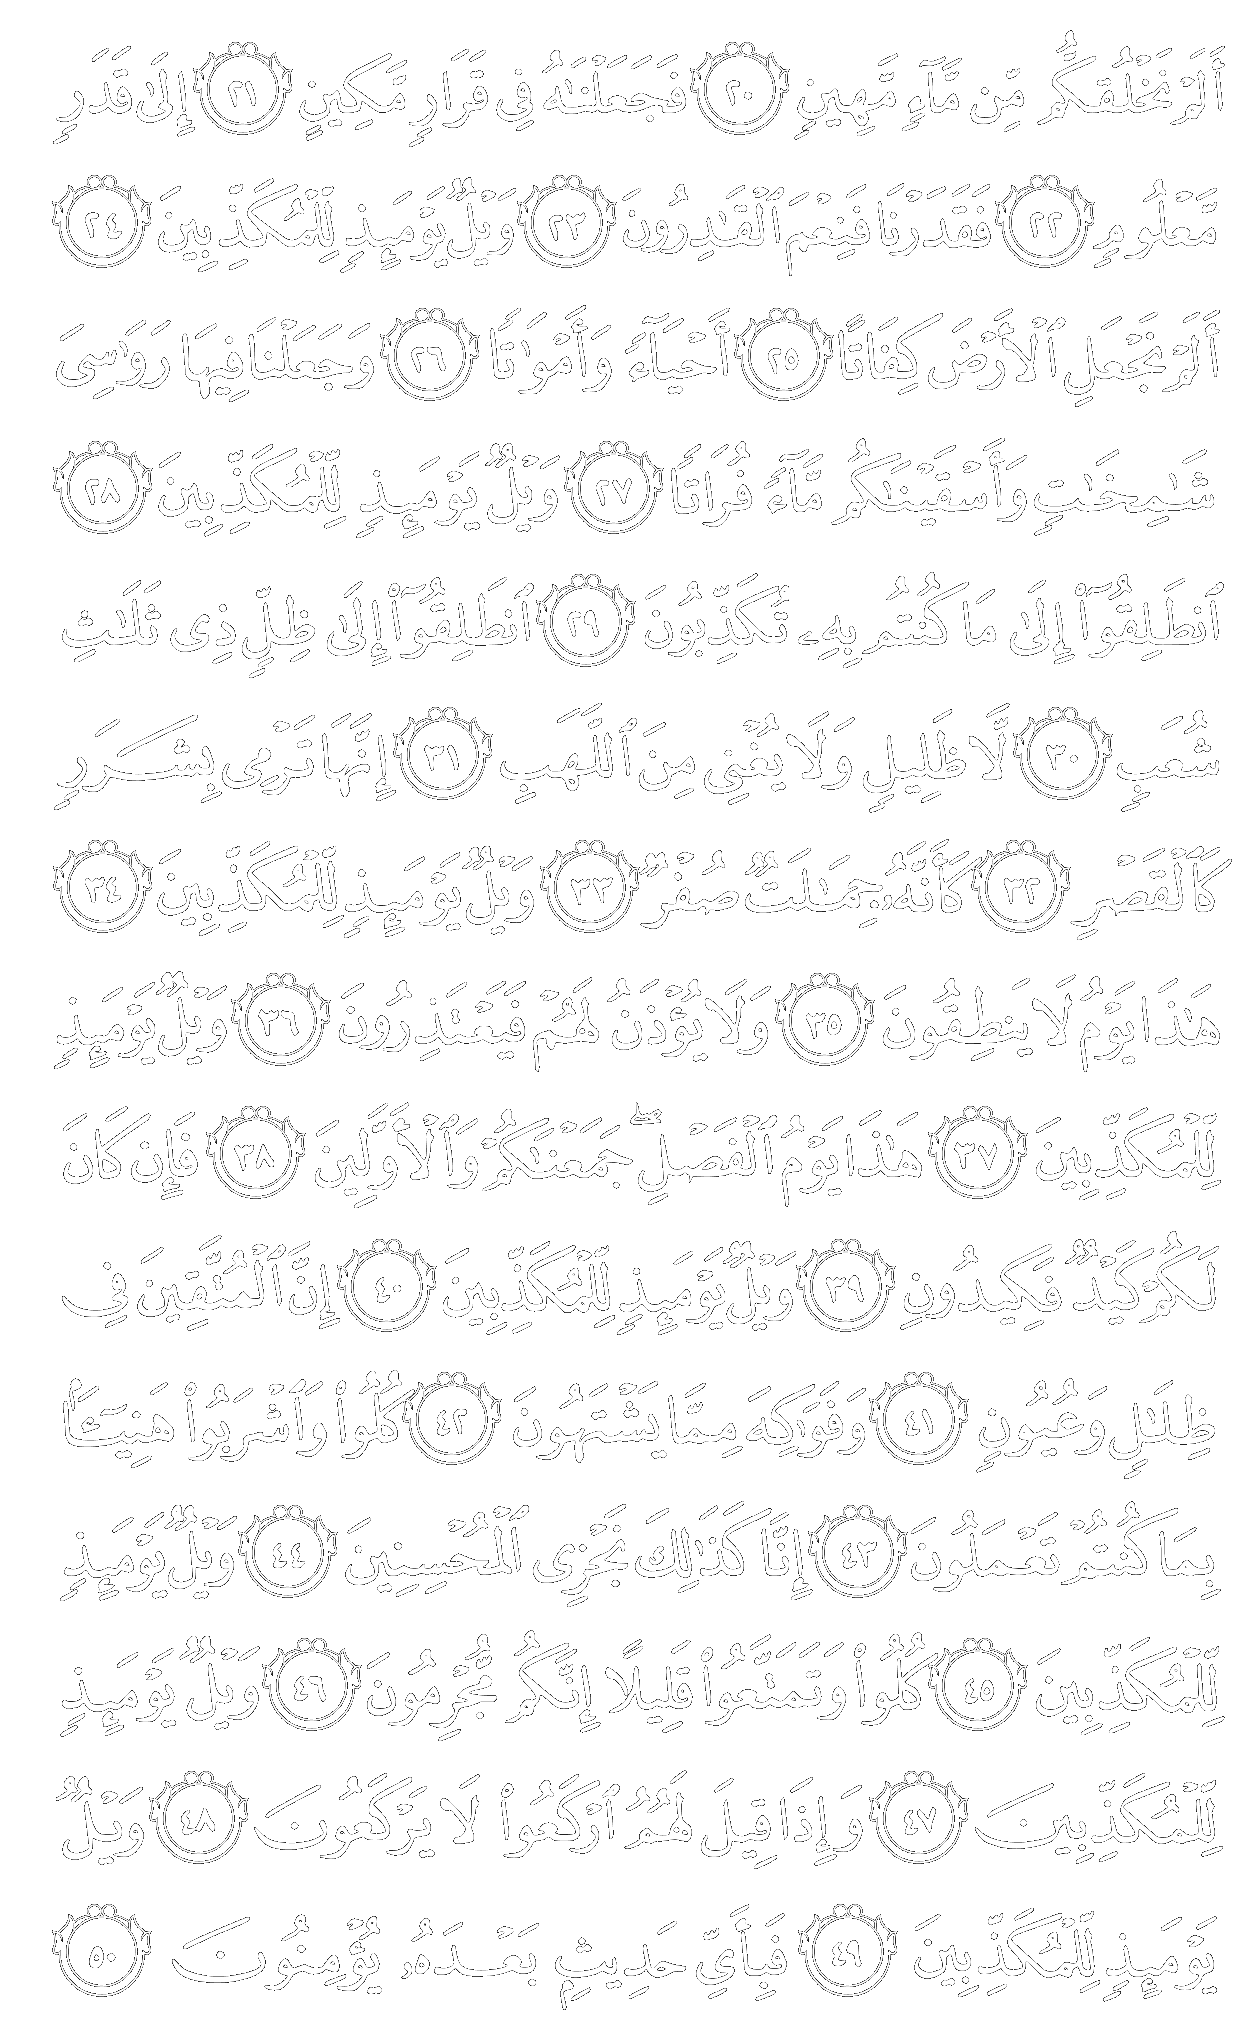 أَلَمْ نَخْلُقكُّم مِّن مَّآءٍ مَّهِينٍ ٢٠ فَجَعَلْنَـٰهُ فِى قَرَارٍ مَّكِينٍ ٢١ إِلَىٰ قَدَرٍ
مَّعْلُومٍ ٢٢ فَقَدَرْنَا فَنِعْمَ ٱلْقَـٰدِرُونَ ٢٣ وَيْلٌ يَوْمَئِذٍ لِّلْمُكَذِّبِينَ ٢٤
أَلَمْ نَجْعَلِ ٱلْأَرْضَ كِفَاتًا ٢٥ أَحْيَآءً وَأَمْوَٰتًا ٢٦ وَجَعَلْنَا فِيهَا رَوَٰسِىَ
شَـٰمِخَـٰتٍ وَأَسْقَيْنَـٰكُم مَّآءً فُرَاتًا ٢٧ وَيْلٌ يَوْمَئِذٍ لِّلْمُكَذِّبِينَ ٢٨
ٱنطَلِقُوٓا۟ إِلَىٰ مَا كُنتُم بِهِۦ تُكَذِّبُونَ ٢٩ ٱنطَلِقُوٓا۟ إِلَىٰ ظِلٍّ ذِى ثَلَـٰثِ
شُعَبٍ ٣٠ لَّا ظَلِيلٍ وَلَا يُغْنِى مِنَ ٱللَّهَبِ ٣١ إِنَّهَا تَرْمِى بِشَرَرٍ
كَٱلْقَصْرِ ٣٢ كَأَنَّهُۥ جِمَـٰلَتٌ صُفْرٌ ٣٣ وَيْلٌ يَوْمَئِذٍ لِّلْمُكَذِّبِينَ ٣٤
هَـٰذَا يَوْمُ لَا يَنطِقُونَ ٣٥ وَلَا يُؤْذَنُ لَهُمْ فَيَعْتَذِرُونَ ٣٦ وَيْلٌ يَوْمَئِذٍ
لِّلْمُكَذِّبِينَ ٣٧ هَـٰذَا يَوْمُ ٱلْفَصْلِ ۖ جَمَعْنَـٰكُمْ وَٱلْأَوَّلِينَ ٣٨ فَإِن كَانَ
لَكُمْ كَيْدٌ فَكِيدُونِ ٣٩ وَيْلٌ يَوْمَئِذٍ لِّلْمُكَذِّبِينَ ٤٠ إِنَّ ٱلْمُتَّقِينَ فِى
ظِلَـٰلٍ وَعُيُونٍ ٤١ وَفَوَٰكِهَ مِمَّا يَشْتَهُونَ ٤٢ كُلُوا۟ وَٱشْرَبُوا۟ هَنِيٓـًٔۢا
بِمَا كُنتُمْ تَعْمَلُونَ ٤٣ إِنَّا كَذَٰلِكَ نَجْزِى ٱلْمُحْسِنِينَ ٤٤ وَيْلٌ يَوْمَئِذٍ
لِّلْمُكَذِّبِينَ ٤٥ كُلُوا۟ وَتَمَتَّعُوا۟ قَلِيلًا إِنَّكُم مُّجْرِمُونَ ٤٦ وَيْلٌ يَوْمَئِذٍ
لِّلْمُكَذِّبِينَ ٤٧ وَإِذَا قِيلَ لَهُمُ ٱرْكَعُوا۟ لَا يَرْكَعُونَ ٤٨ وَيْلٌ
يَوْمَئِذٍ لِّلْمُكَذِّبِينَ ٤٩ فَبِأَىِّ حَدِيثٍۭ بَعْدَهُۥ يُؤْمِنُونَ ٥٠